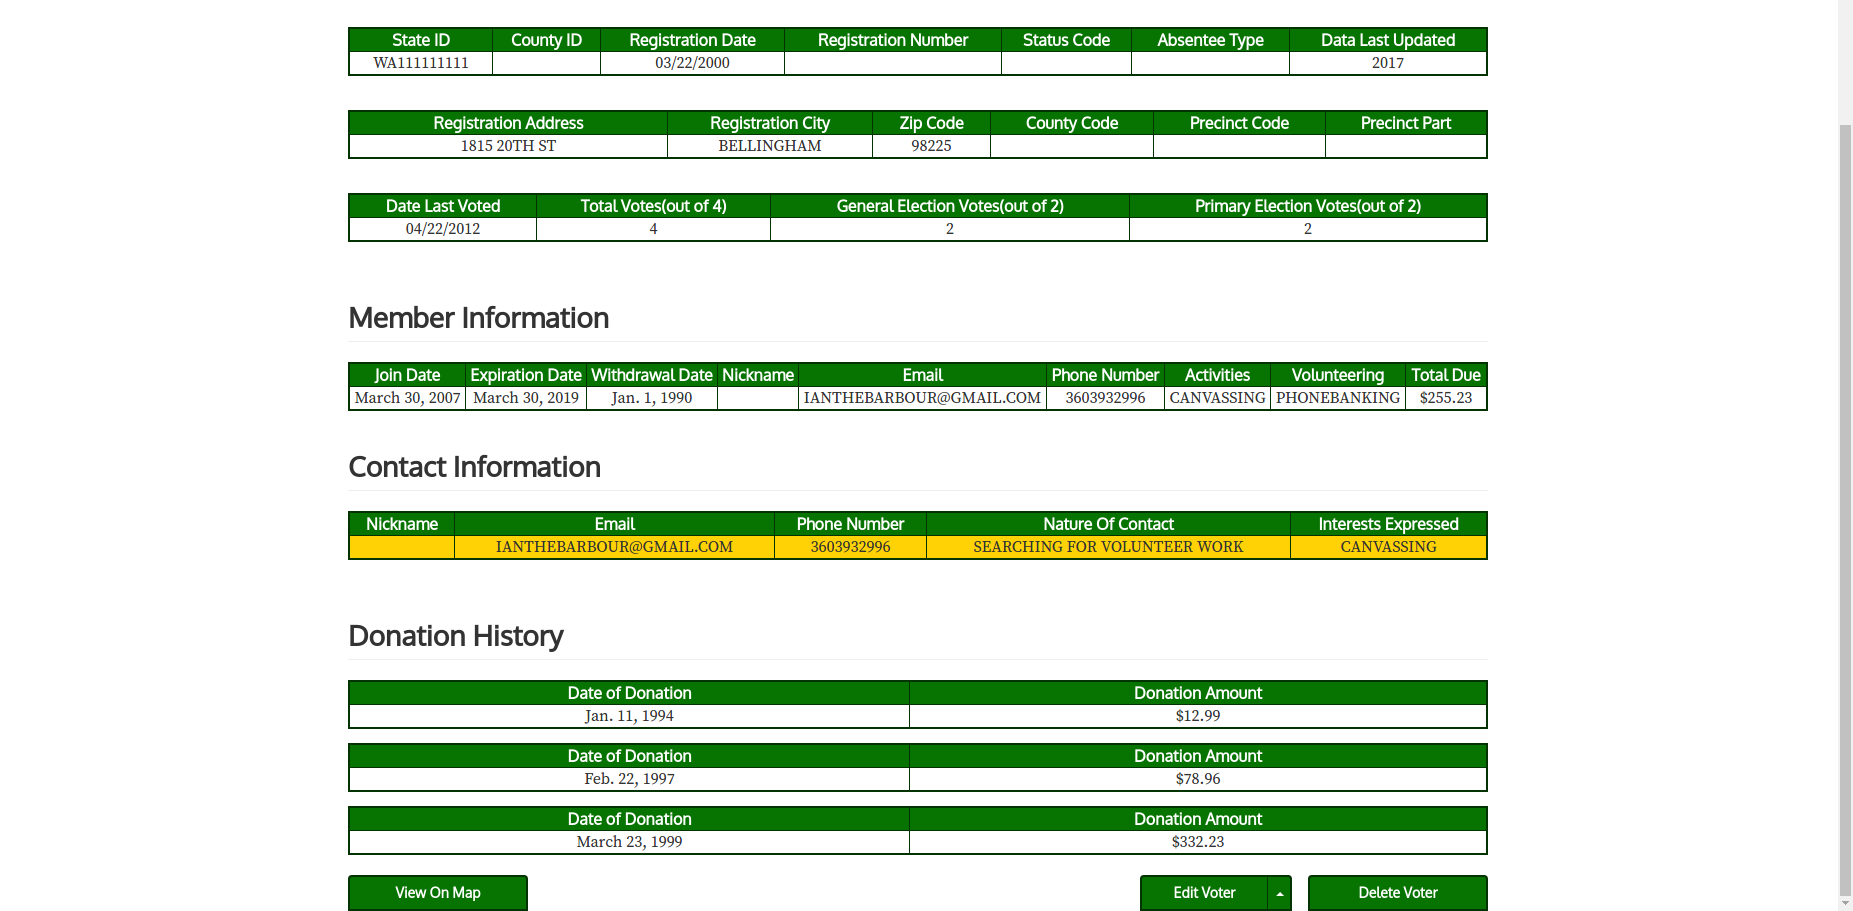 State ID County ID Registration Date Registration Number Status Code Absentee Type Data Last Updated
WA111111111 03/22/2000 2017
Registration Address Registration City Zip Code County Code Precinct Code Precinct Part
1815 20TH ST BELLINGHAM 98225
Date Last Voted Total Votes(out of 4) General Election Votes(out of 2) Primary Election Votes(out of 2)
04/22/2012 4 2 2
Member Information
Join Date Expiration Date Withdrawal Date Nickname Email Phone Number Activities Volunteering Total Due
March 30, 2007 March 30, 2019 Jan. 1, 1990 IANTHEBARBOUR@GMAIL.COM 3603932996 CANVASSING PHONEBANKING $255.23
Contact Information
Nickname Email Phone Number Nature Of Contact Interests Expressed
IANTHEBARBOUR@GMAIL.COM 3603932996 SEARCHING FOR VOLUNTEER WORK CANVASSING
Donation History
Date of Donation Donation Amount
Jan. 11, 1994 $12.99
Date of Donation Donation Amount
Feb. 22, 1997 $78.96
Date of Donation Donation Amount
March 23, 1999 $332.23
View On Map Edit Voter Delete Voter